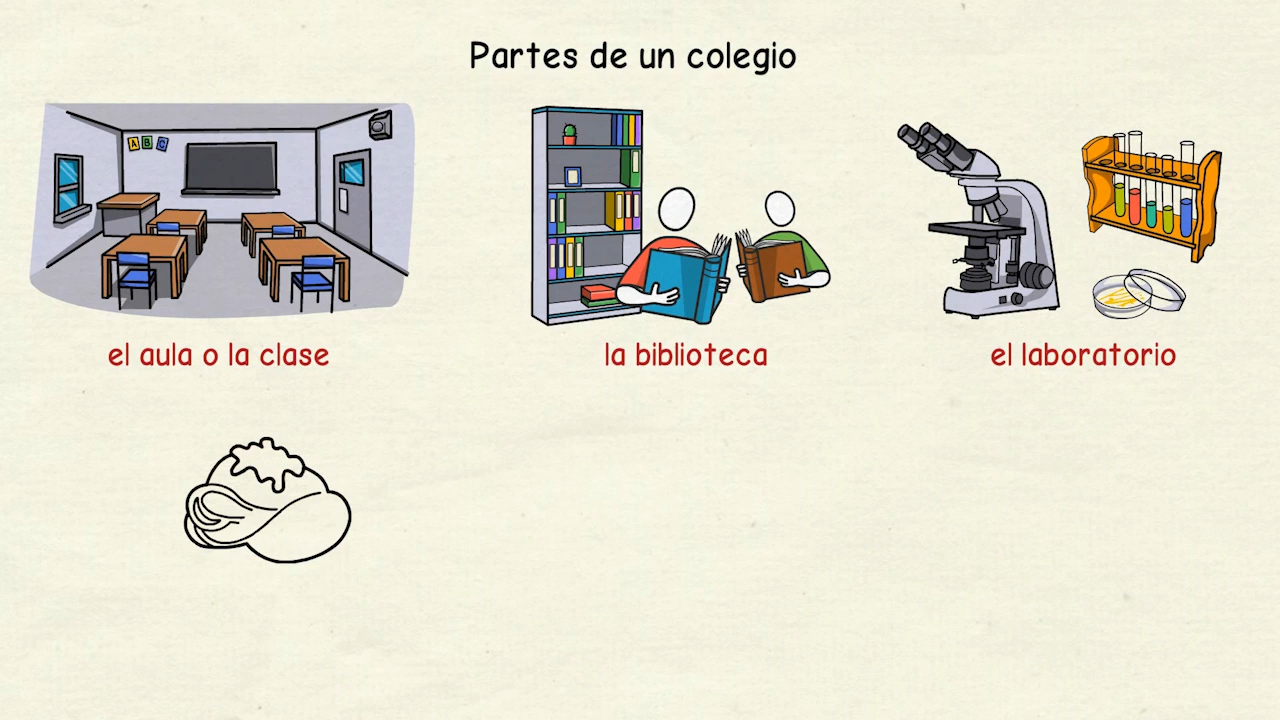 Partes de un colegio
A B C
el aula o la clase
la biblioteca
el laboratorio